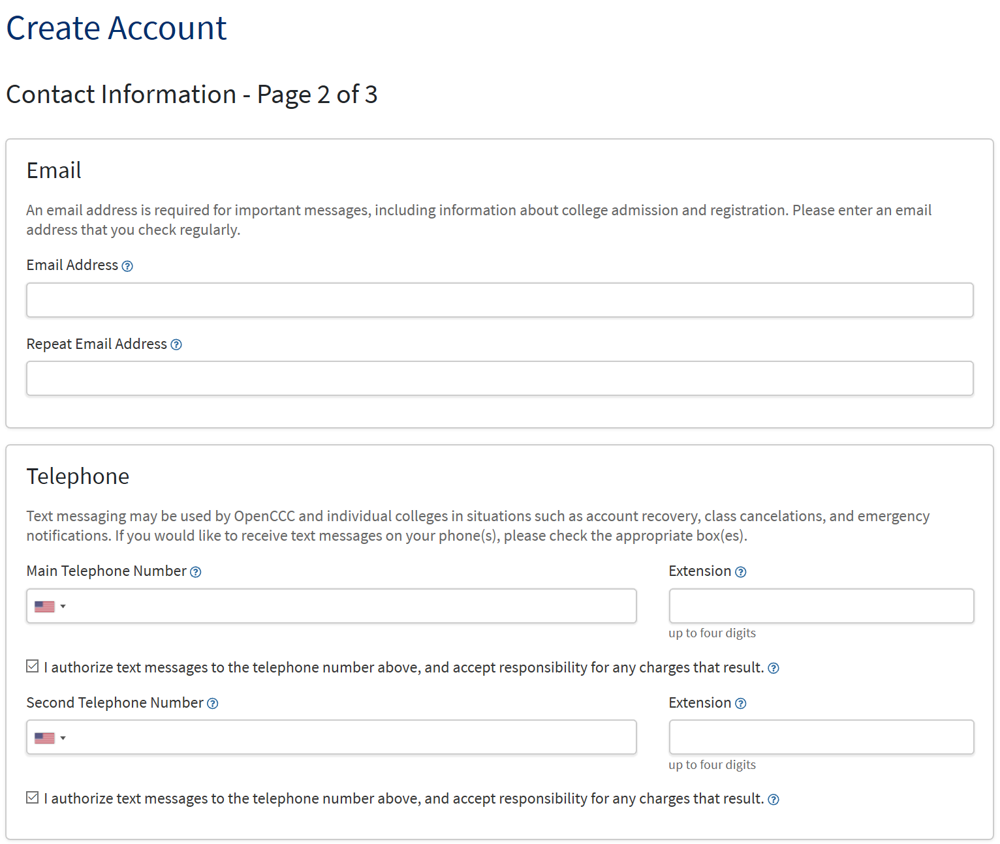 Create Account
Contact Information - Page 2 of 3
Email
An email address is required for important messages, including information about college admission and registration. Please enter an email
address that you check regularly.
Email Address
Repeat Email Address
Telephone
Text messaging may be used by OpenCCC and individual colleges in situations such as account recovery, class cancelations, and emergency
notifications. If you would like to receive text messages on your phone(s), please check the appropriate box(es).
Main Telephone Number
Extension
up to four digits
I authorize text messages to the telephone number above, and accept responsibility for any charges that result.
Second Telephone Number
Extension
up to four digits
I authorize text messages to the telephone number above, and accept responsibility for any charges that result.